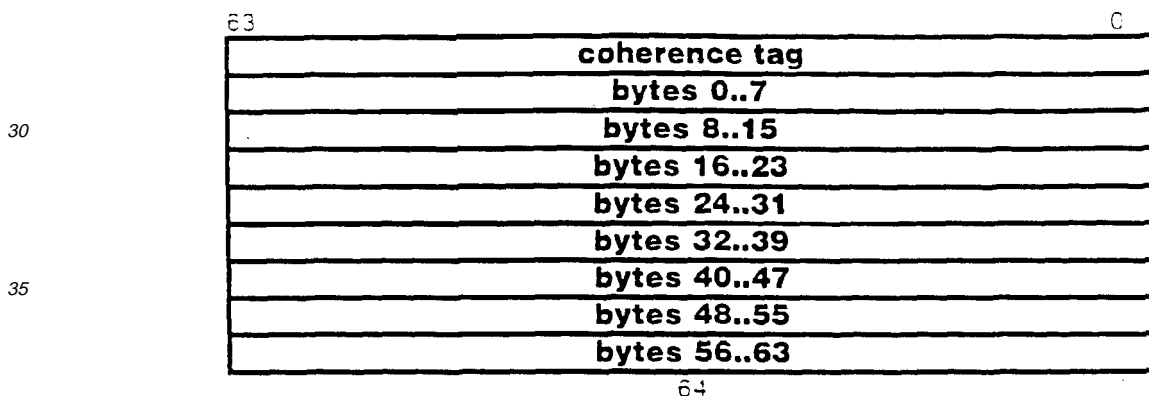 63 0
coherence tag
bytes 0..7
30 bytes 8..15
bytes 16..23
bytes 24..31
bytes 32..39
35 bytes 40..47
bytes 48..55
bytes 56..63
64